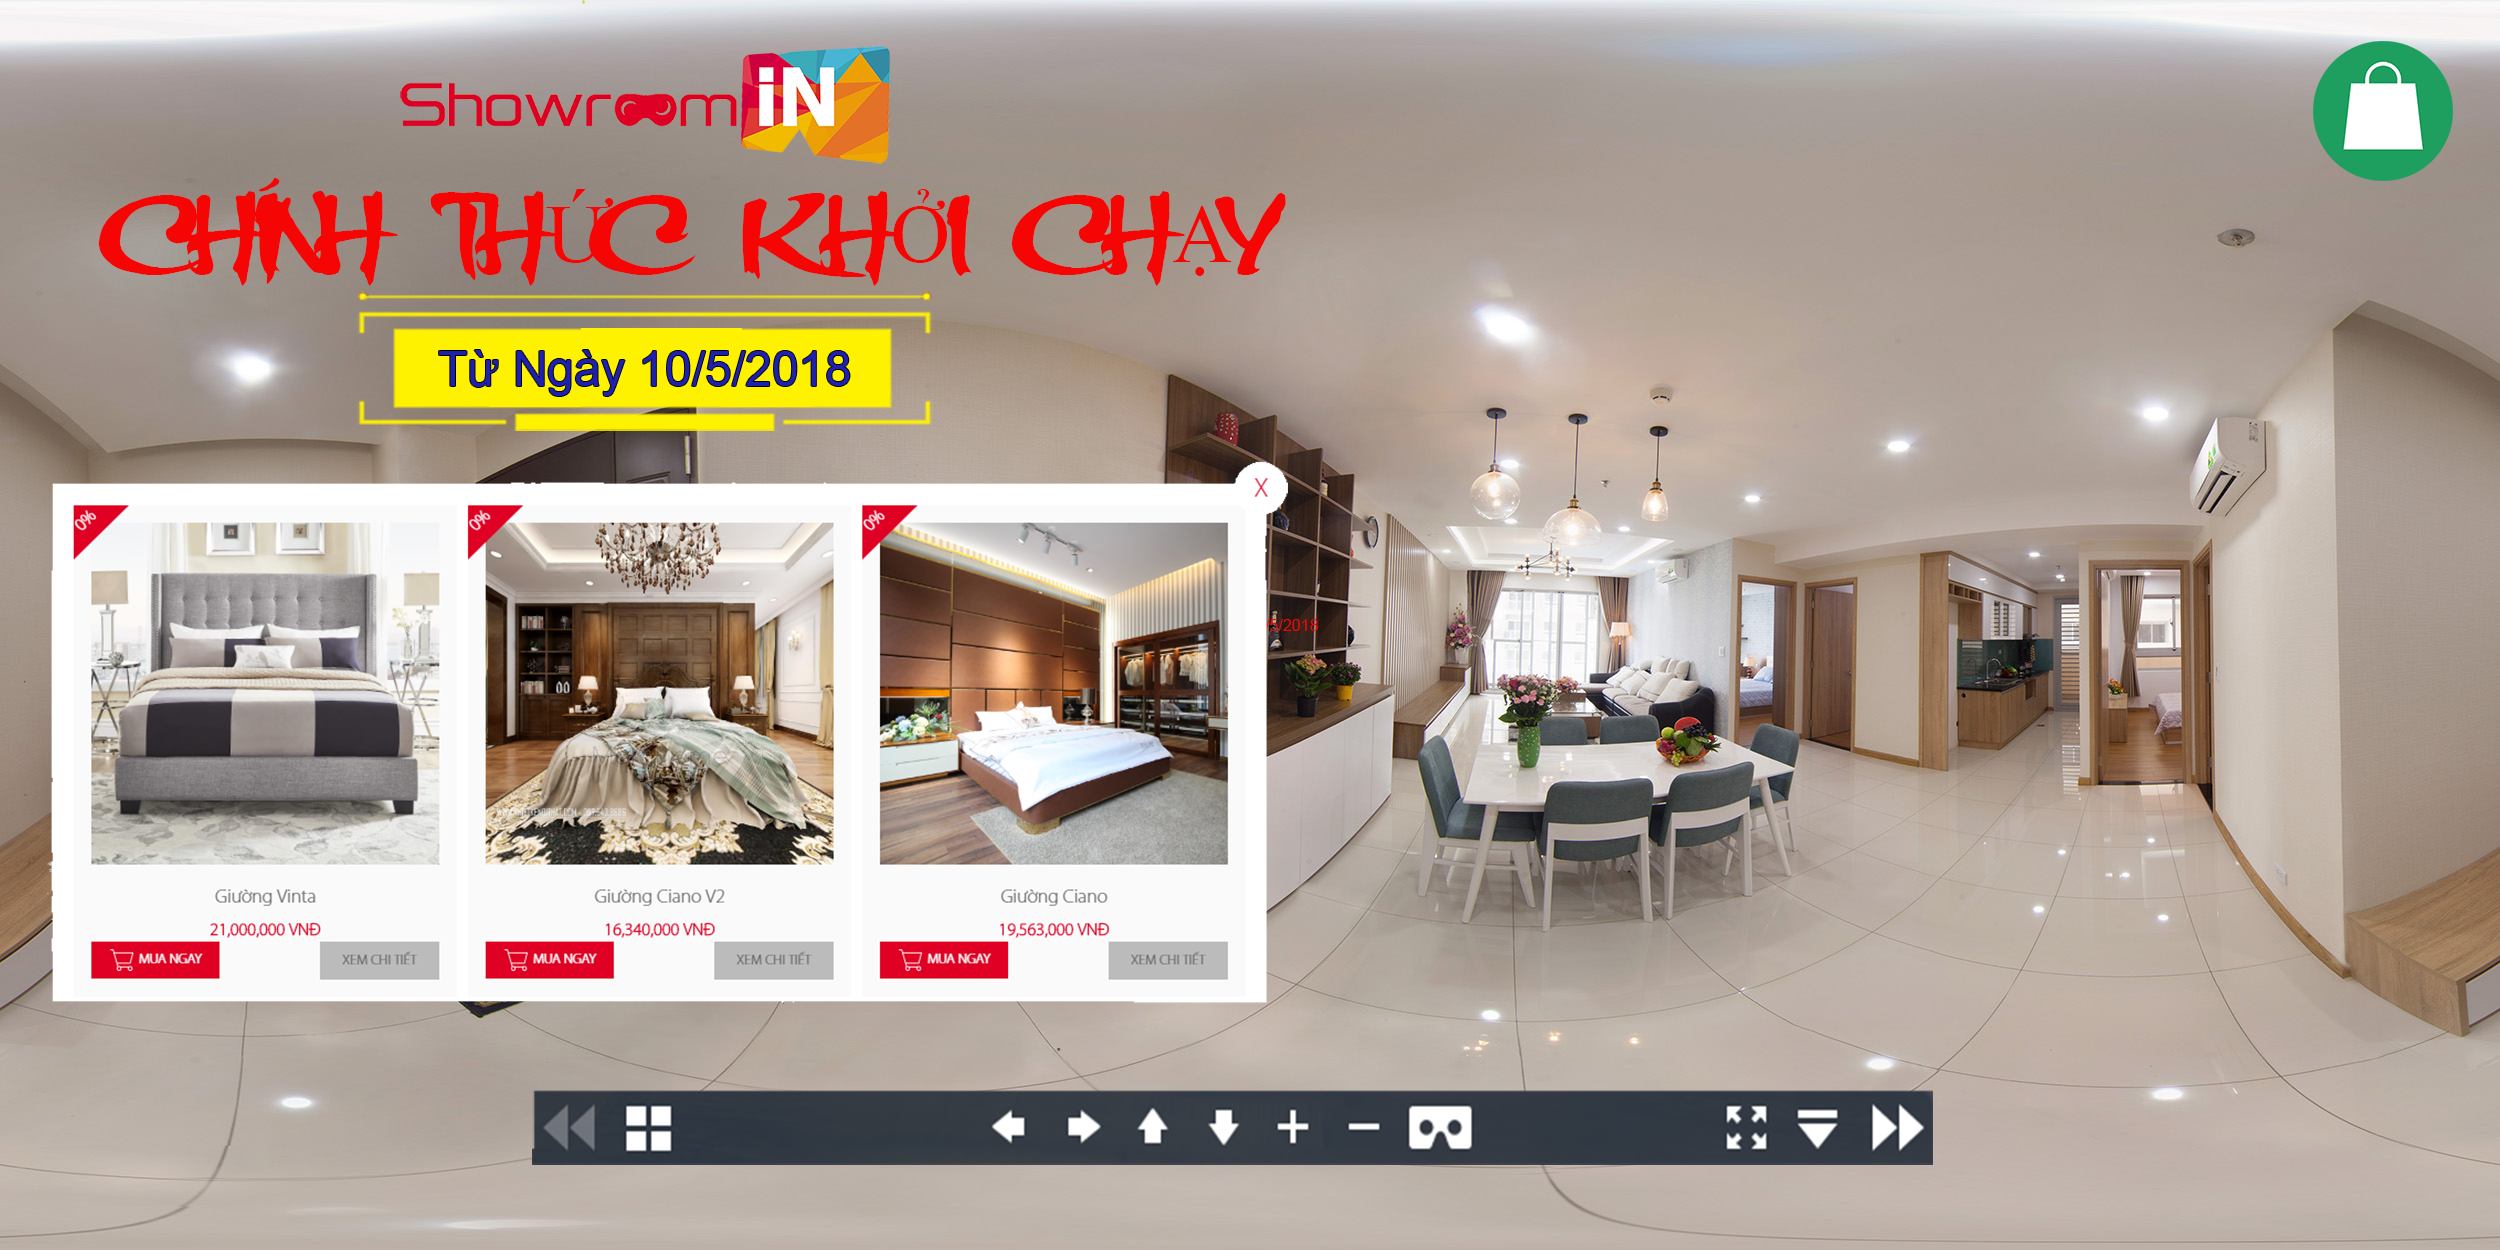 Showroom iN
CHÍNH THỨC KHỞI CHẠY
Từ Ngày 10/5/2018
X
0%
0%
0%
5/2018
Giường Vinta
21,000,000 VNĐ
MUA NGAY
XEM CHI TIẾT
Giường Ciano V2
16,340,000 VNĐ
MUA NGAY
XEM CHI TIẾT
Giường Ciano
19,563,000 VNĐ
MUA NGAY
XEM CHI TIẾT